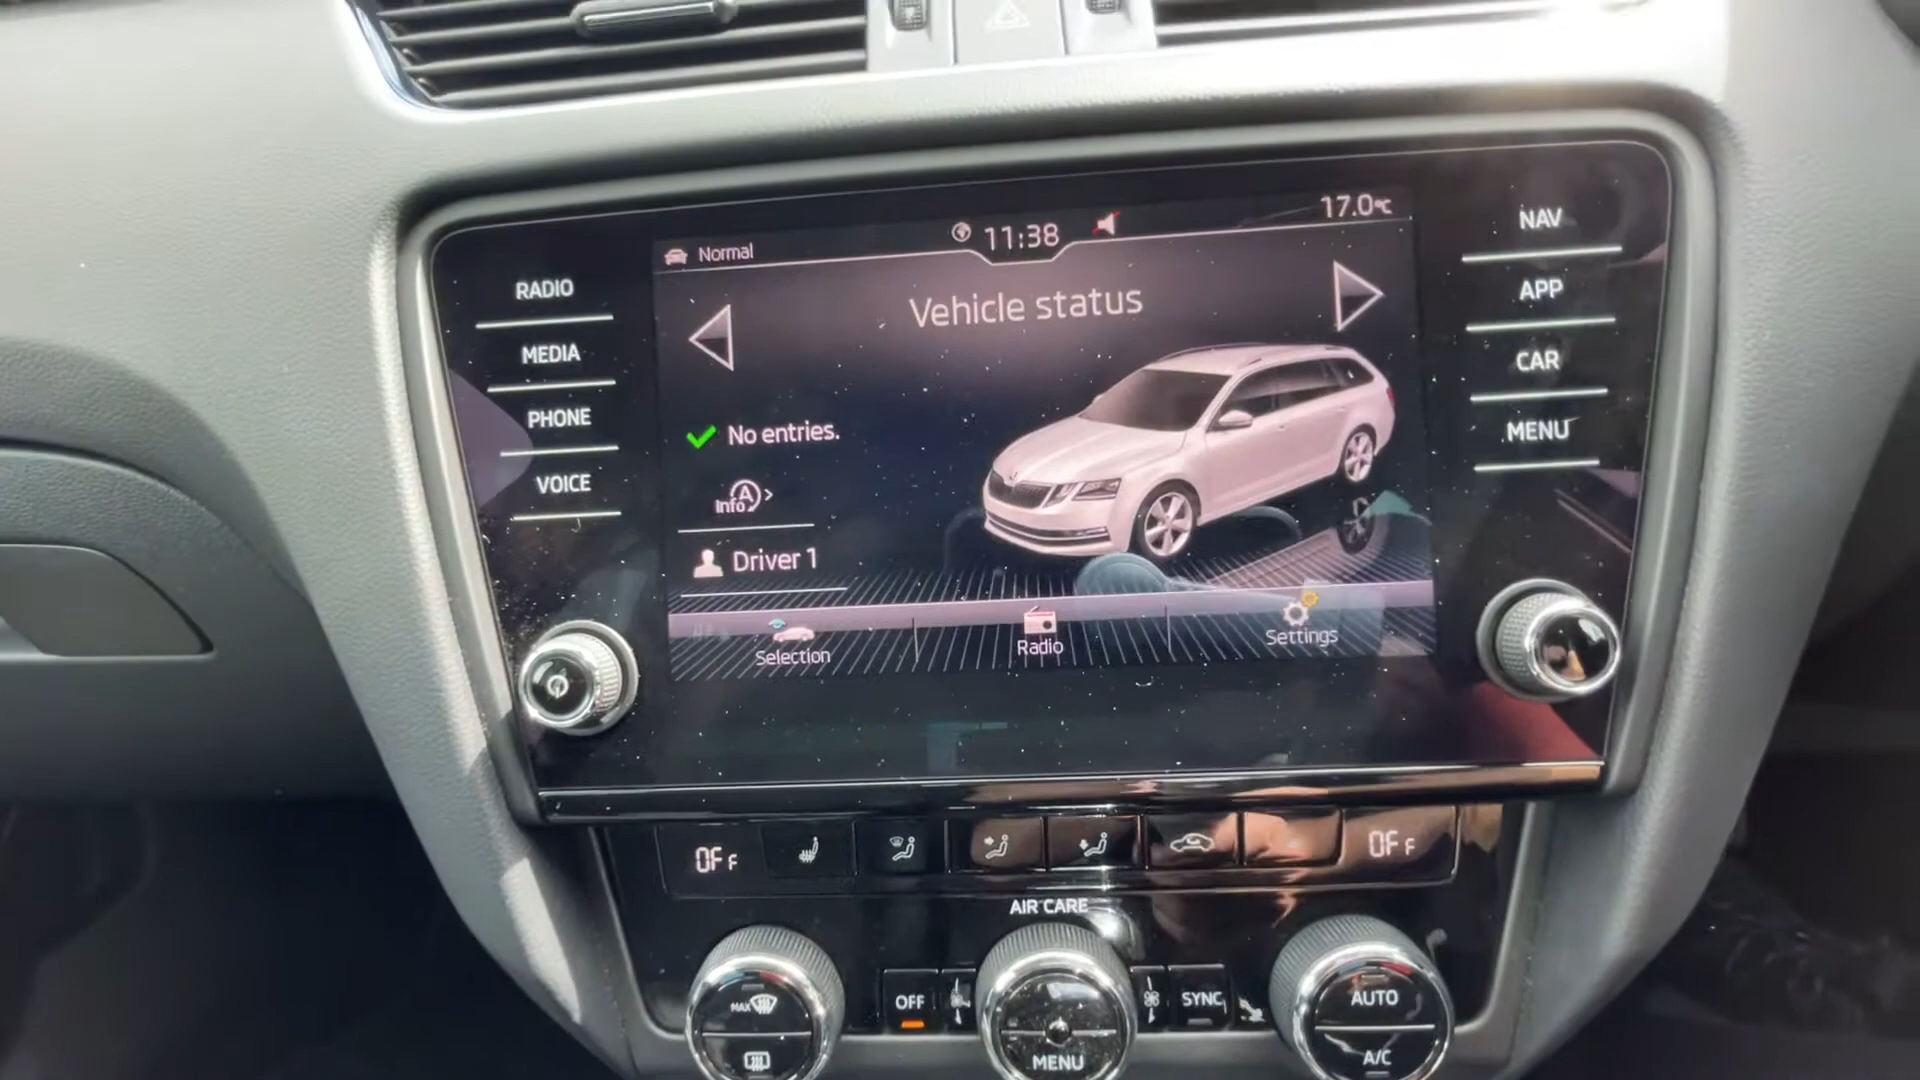 Normal
11:38
17.0°C
NAV
RADIO
Vehicle status
APP
MEDIA
CAR
PHONE
No entries.
MENU
VOICE
A
Info
Driver 1
Selection
Radio
Settings
OFF
OFF
AIR CARE
MAX
OFF
SYNC
AUTO
MENU
A/C